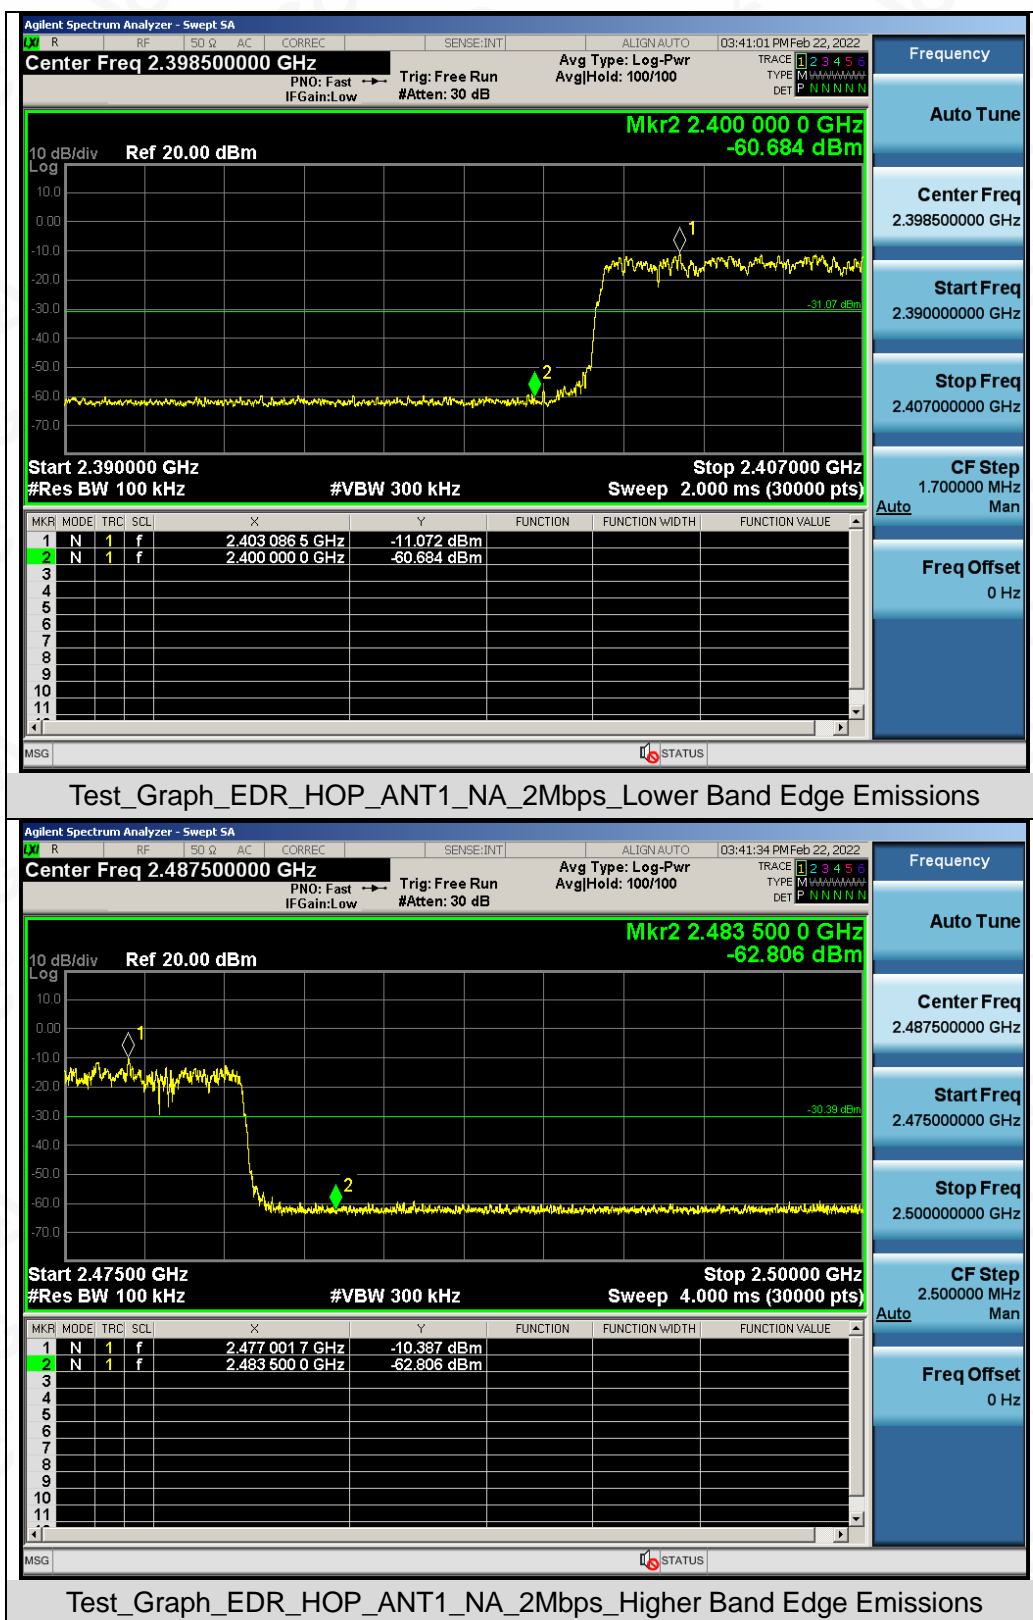 Agilent Spectrum Analyzer - Swept SA
LXI R RF 50 Ω AC CORREC SENSE:INT ALIGN AUTO 03:41:01 PM Feb 22, 2022
Center Freq 2.398500000 GHz
PNO: Fast
IFGain:Low
Trig: Free Run
#Atten: 30 dB
Avg Type: Log-Pwr
Avg|Hold: 100/100
TRACE 1 2 3 4 5 6
TYPE M W W W W W
DET P N N N N N
Mkr2 2.400 000 0 GHz
-60.684 dBm
10 dB/div Ref 20.00 dBm
Log
10.0
0.00
-10.0
-20.0
-30.0
-40.0
-50.0
-60.0
-70.0
1
2
-31.07 dBm
Start 2.390000 GHz Stop 2.407000 GHz
#Res BW 100 kHz #VBW 300 kHz Sweep 2.000 ms (30000 pts)
MKR MODE TRC SCL X Y FUNCTION FUNCTION WIDTH FUNCTION VALUE
1 N 1 f 2.403 086 5 GHz -11.072 dBm
2 N 1 f 2.400 000 0 GHz -60.684 dBm
3
4
5
6
7
8
9
10
11
MSG STATUS
Frequency
Auto Tune
Center Freq
2.398500000 GHz
Start Freq
2.390000000 GHz
Stop Freq
2.407000000 GHz
CF Step
1.700000 MHz
Auto Man
Freq Offset
0 Hz
Test_Graph_EDR_HOP_ANT1_NA_2Mbps_Lower Band Edge Emissions
Agilent Spectrum Analyzer - Swept SA
LXI R RF 50 Ω AC CORREC SENSE:INT ALIGN AUTO 03:41:34 PM Feb 22, 2022
Center Freq 2.487500000 GHz
PNO: Fast
IFGain:Low
Trig: Free Run
#Atten: 30 dB
Avg Type: Log-Pwr
Avg|Hold: 100/100
TRACE 1 2 3 4 5 6
TYPE M W W W W W
DET P N N N N N
Mkr2 2.483 500 0 GHz
-62.806 dBm
10 dB/div Ref 20.00 dBm
Log
10.0
0.00
-10.0
-20.0
-30.0
-40.0
-50.0
-60.0
-70.0
1
2
-30.39 dBm
Start 2.47500 GHz Stop 2.50000 GHz
#Res BW 100 kHz #VBW 300 kHz Sweep 4.000 ms (30000 pts)
MKR MODE TRC SCL X Y FUNCTION FUNCTION WIDTH FUNCTION VALUE
1 N 1 f 2.477 001 7 GHz -10.387 dBm
2 N 1 f 2.483 500 0 GHz -62.806 dBm
3
4
5
6
7
8
9
10
11
MSG STATUS
Frequency
Auto Tune
Center Freq
2.487500000 GHz
Start Freq
2.475000000 GHz
Stop Freq
2.500000000 GHz
CF Step
2.500000 MHz
Auto Man
Freq Offset
0 Hz
Test_Graph_EDR_HOP_ANT1_NA_2Mbps_Higher Band Edge Emissions